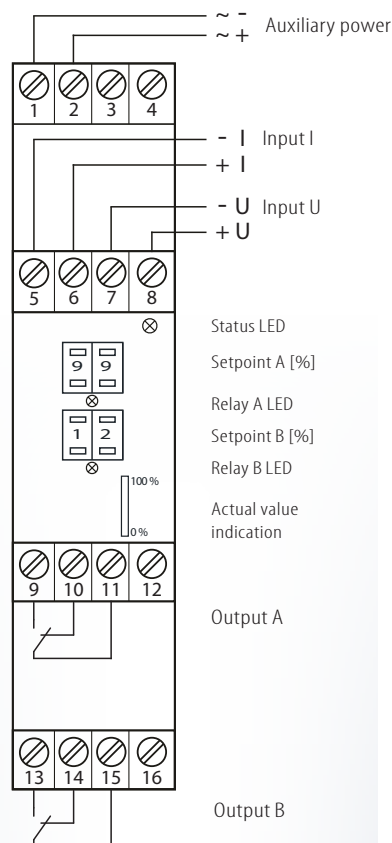 ~ -
~ + Auxiliary power
1 2 3 4
- I Input I
+ I
- U Input U
+ U
5 6 7 8
Status LED
9 9 Setpoint A [%]
Relay A LED
1 2 Setpoint B [%]
Relay B LED
100 %
Actual value
indication
0 %
9 10 11 12
Output A
13 14 15 16
Output B